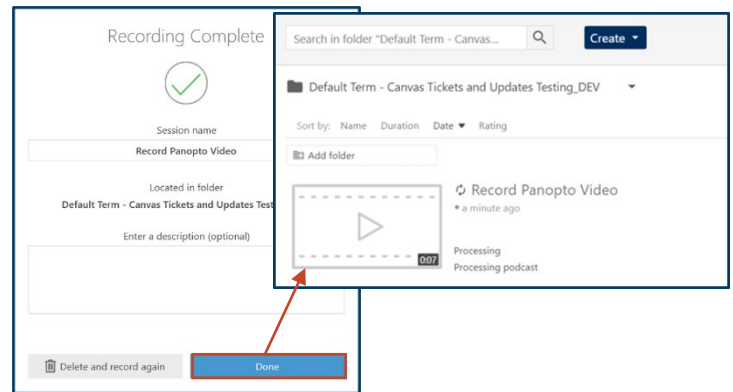 Recording Complete
Session name
Record Panopto Video
Located in folder
Default Term - Canvas Tickets and Updates Test
Enter a description (optional)
Delete and record again
Done
Search in folder "Default Term - Canvas...
Create
Default Term - Canvas Tickets and Updates Testing_DEV
Sort by: Name Duration Date Rating
Add folder
Record Panopto Video
a minute ago
0:07
Processing
Processing podcast